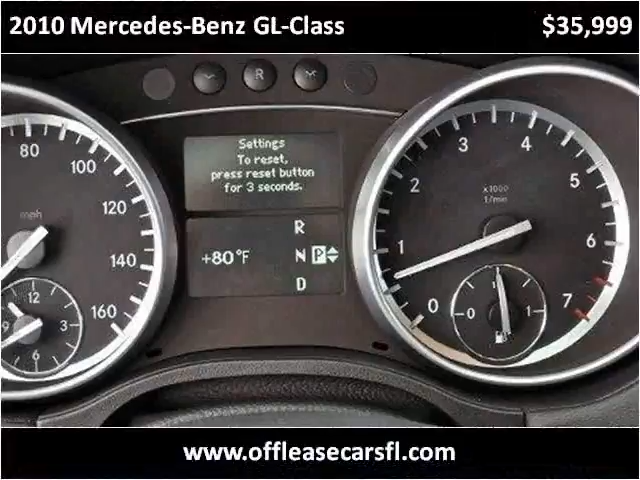 2010 Mercedes-Benz GL-Class $35,999
R
80
100
120
140
160
mph
12
3
6
9
Settings
To reset,
press reset button
for 3 seconds.
+80°F
R
N P
D
0
1
2
3
4
5
6
7
x1000
1/min
0
1
www.offleasecarsfl.com